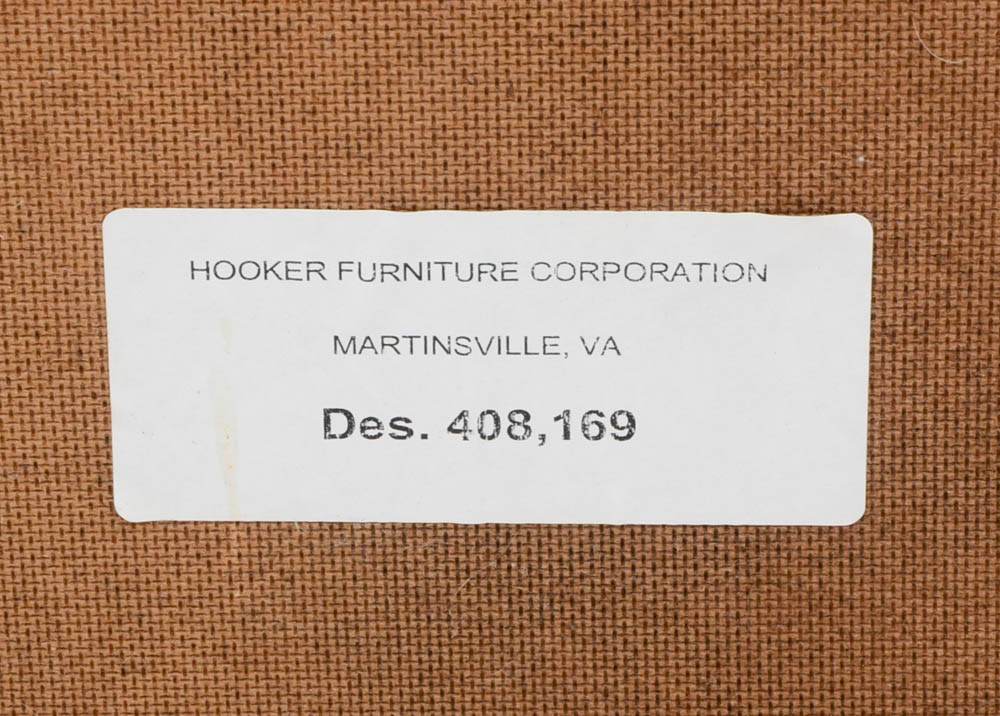 HOOKER FURNITURE CORPORATION
MARTINSVILLE, VA
Des. 408,169